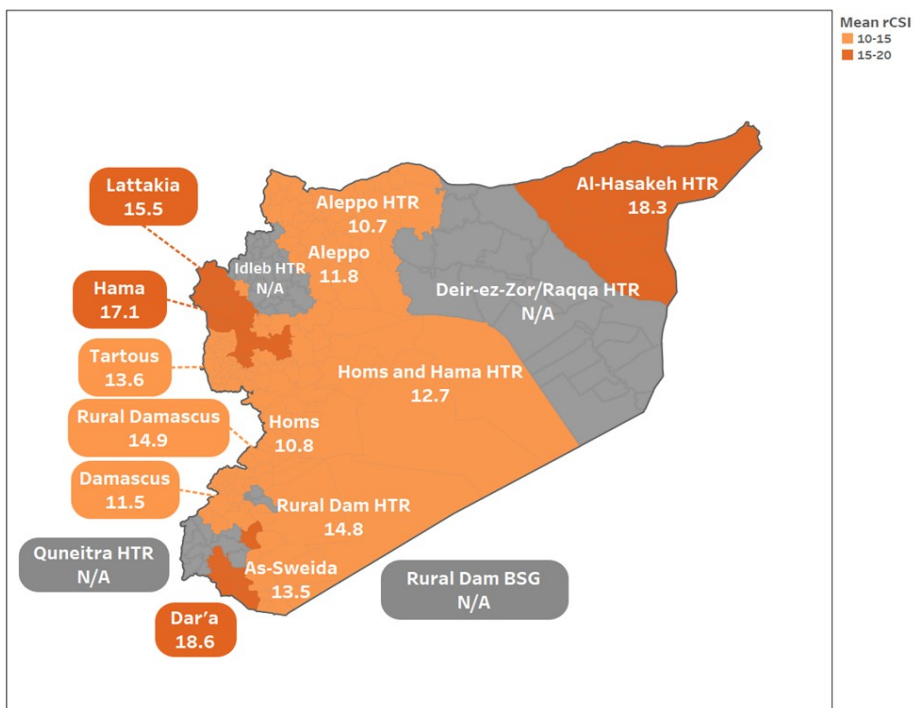 Mean rCSI
10-15
15-20
Lattakia
15.5
Aleppo HTR
10.7
Al-Hasakeh HTR
18.3
Aleppo
11.8
Idleb HTR
N/A
Hama
17.1
Deir-ez-Zor/Raqqa HTR
N/A
Tartous
13.6
Homs and Hama HTR
12.7
Rural Damascus
14.9
Homs
10.8
Damascus
11.5
Rural Dam HTR
14.8
Quneitra HTR
N/A
As-Sweida
13.5
Rural Dam BSG
N/A
Dar'a
18.6